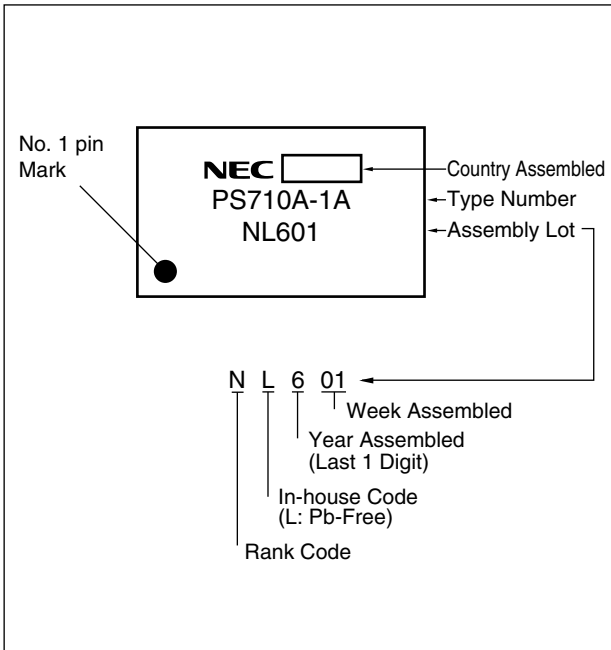 No. 1 pin
Mark
NEC
Country Assembled
PS710A-1A
Type Number
NL601
Assembly Lot
N L 6 01
Week Assembled
Year Assembled
(Last 1 Digit)
In-house Code
(L: Pb-Free)
Rank Code